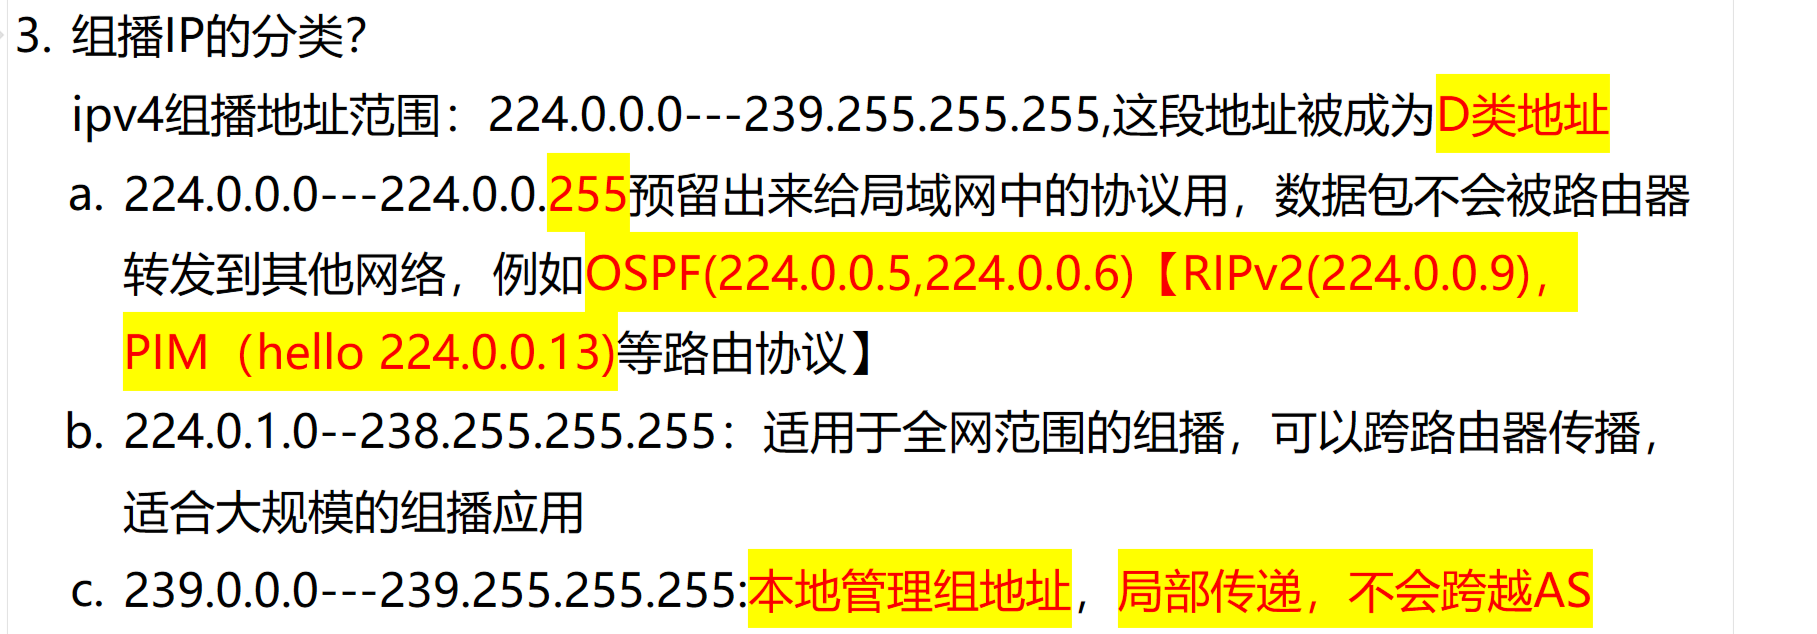 3. 组播IP的分类？
ipv4组播地址范围：224.0.0.0---239.255.255.255,这段地址被成为D类地址
a. 224.0.0.0---224.0.0.255预留出来给局域网中的协议用，数据包不会被路由器
转发到其他网络，例如OSPF(224.0.0.5,224.0.0.6)【RIPv2(224.0.0.9)，
PIM（hello 224.0.0.13)等路由协议】
b. 224.0.1.0--238.255.255.255：适用于全网范围的组播，可以跨路由器传播，
适合大规模的组播应用
c. 239.0.0.0---239.255.255.255:本地管理组地址，局部传递，不会跨越AS